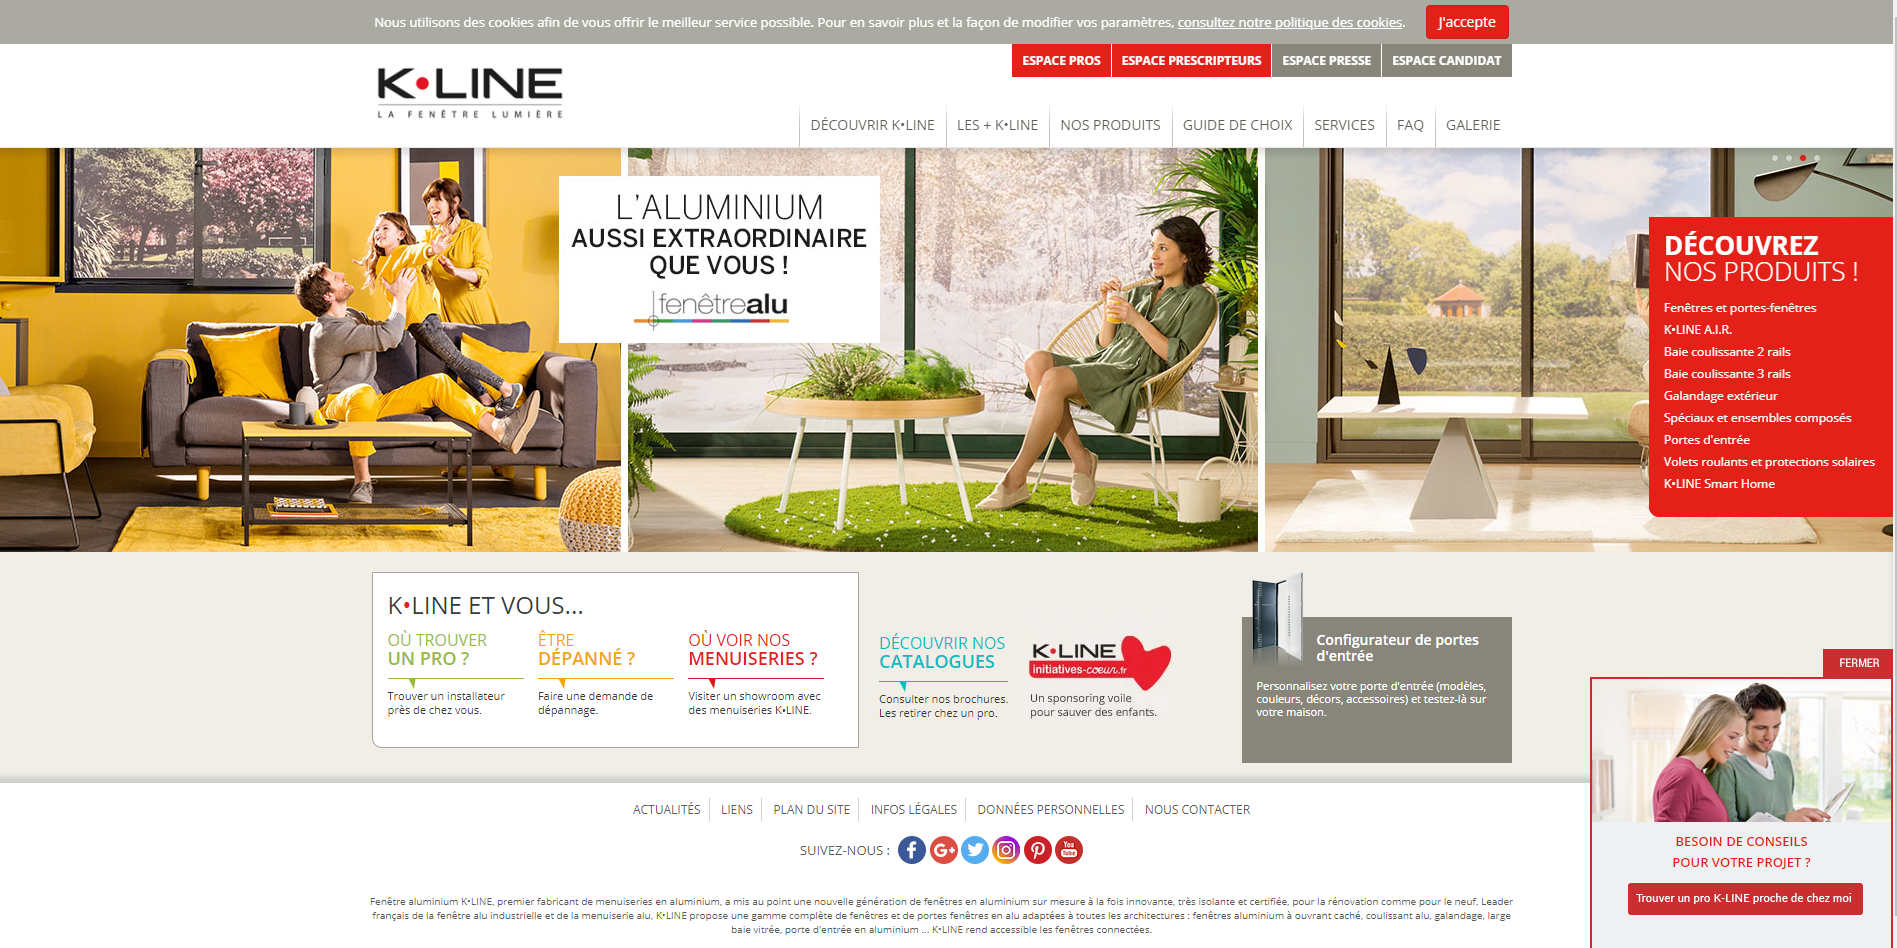 Nous utilisons des cookies afin de vous offrir le meilleur service possible. Pour en savoir plus et la façon de modifier vos paramètres, consultez notre politique des cookies.
J'accepte
ESPACE PROS
ESPACE PRESCRIPTEURS
ESPACE PRESSE
ESPACE CANDIDAT
K•LINE
LA FENÊTRE LUMIÈRE
DÉCOUVRIR K•LINE
LES + K•LINE
NOS PRODUITS
GUIDE DE CHOIX
SERVICES
FAQ
GALERIE
L'ALUMINIUM
AUSSI EXTRAORDINAIRE
QUE VOUS !
fenêtrealu
DÉCOUVREZ
NOS PRODUITS !
Fenêtres et portes-fenêtres
K•LINE A.I.R.
Baie coulissante 2 rails
Baie coulissante 3 rails
Galandage extérieur
Spéciaux et ensembles composés
Portes d'entrée
Volets roulants et protections solaires
K•LINE Smart Home
K•LINE ET VOUS...
OÙ TROUVER
UN PRO ?
Trouver un installateur
près de chez vous.
ÊTRE
DÉPANNÉ ?
Faire une demande de
dépannage.
OÙ VOIR NOS
MENUISERIES ?
Visiter un showroom avec
des menuiseries K•LINE.
DÉCOUVRIR NOS
CATALOGUES
Consulter nos brochures.
Les retirer chez un pro.
K•LINE
initiatives-cœur.fr
Un sponsoring voile
pour sauver des enfants.
Configurateur de portes
d'entrée
Personnalisez votre porte d'entrée (modèles,
couleurs, décors, accessoires) et testez-là sur
votre maison.
FERMER
BESOIN DE CONSEILS
POUR VOTRE PROJET ?
Trouver un pro K-LINE proche de chez moi
ACTUALITÉS
LIENS
PLAN DU SITE
INFOS LÉGALES
DONNÉES PERSONNELLES
NOUS CONTACTER
SUIVEZ-NOUS :
You
Tube
Fenêtre aluminium K•LINE, premier fabricant de menuiseries en aluminium, a mis au point une nouvelle génération de fenêtres en aluminium sur mesure à la fois innovante, très isolante et certifiée, pour la rénovation comme pour le neuf. Leader
français de la fenêtre alu industrielle et de la menuiserie alu, K•LINE propose une gamme complète de fenêtres et de portes fenêtres en alu adaptées à toutes les architectures : fenêtres aluminium à ouvrant caché, coulissant alu, galandage, large
baie vitrée, porte d'entrée en aluminium ... K•LINE rend accessible les fenêtres connectées.